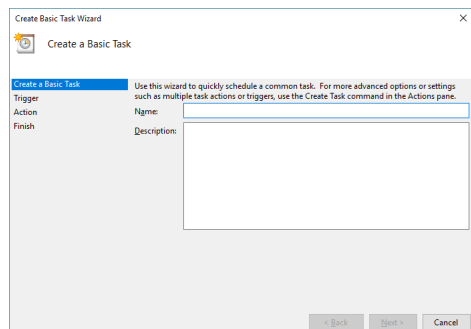 Create Basic Task Wizard
Create a Basic Task
Create a Basic Task
Trigger
Action
Finish
Use this wizard to quickly schedule a common task. For more advanced options or settings
such as multiple task actions or triggers, use the Create Task command in the Actions pane.
Name:
Description:
< Back
Next >
Cancel